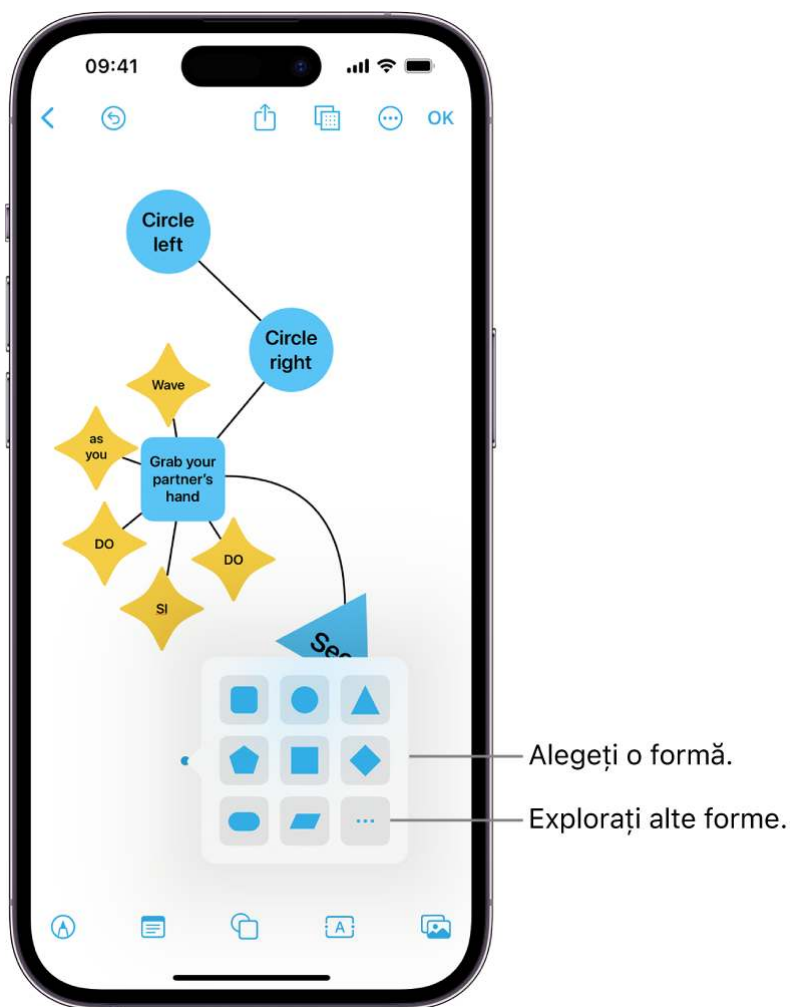 09:41
OK
Circle
left
Circle
right
Wave
as
you
Grab your
partner's
hand
DO
DO
SI
See
Alegeți o formă.
Explorați alte forme.
A